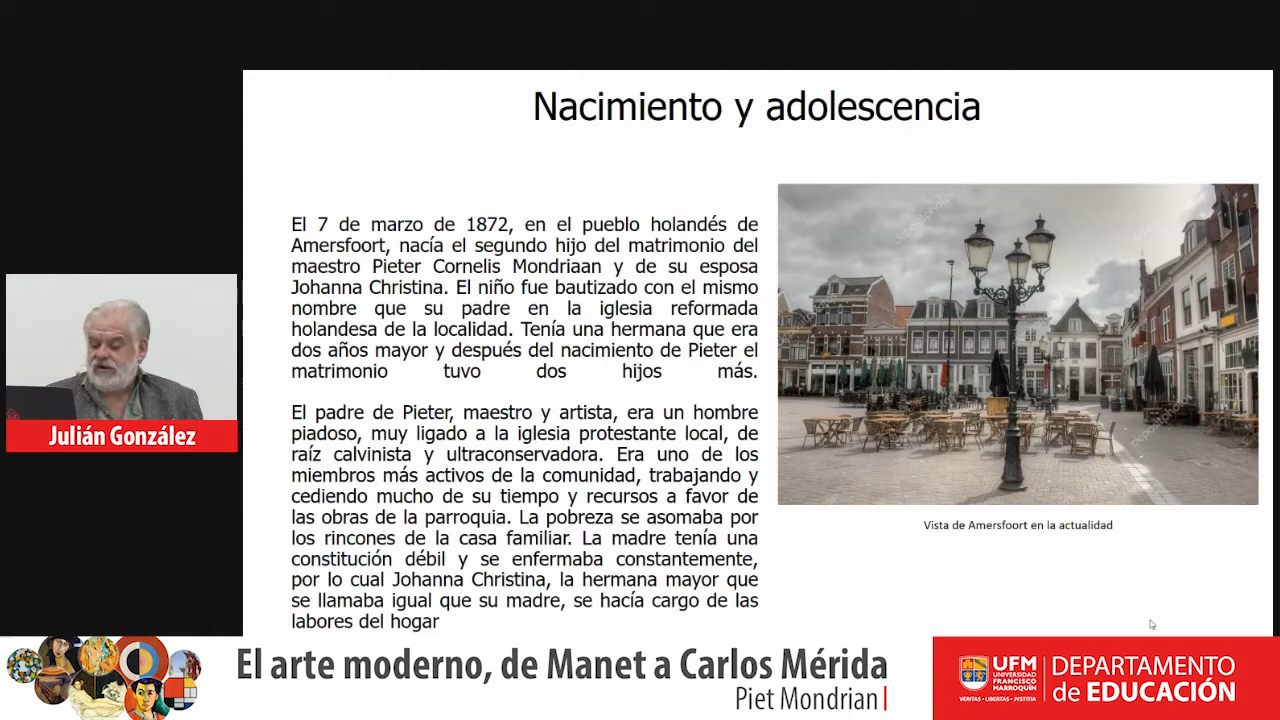 Nacimiento y adolescencia
El 7 de marzo de 1872, en el pueblo holandés de
Amersfoort, nacía el segundo hijo del matrimonio del
maestro Pieter Cornelis Mondriaan y de su esposa
Johanna Christina. El niño fue bautizado con el mismo
nombre que su padre en la iglesia reformada
holandesa de la localidad. Tenía una hermana que era
dos años mayor y después del nacimiento de Pieter el
matrimonio tuvo dos hijos más.
El padre de Pieter, maestro y artista, era un hombre
piadoso, muy ligado a la iglesia protestante local, de
raíz calvinista y ultraconservadora. Era uno de los
miembros más activos de la comunidad, trabajando y
cediendo mucho de su tiempo y recursos a favor de
las obras de la parroquia. La pobreza se asomaba por
los rincones de la casa familiar. La madre tenía una
constitución débil y se enfermaba constantemente,
por lo cual Johanna Christina, la hermana mayor que
se llamaba igual que su madre, se hacía cargo de las
labores del hogar
Vista de Amersfoort en la actualidad
Julián González
El arte moderno, de Manet a Carlos Mérida
Piet Mondrian
UFM
UNIVERSIDAD
FRANCISCO
MARROQUÍN
VERITAS · LIBERTAS · JVSTITIA
DEPARTAMENTO
de EDUCACIÓN